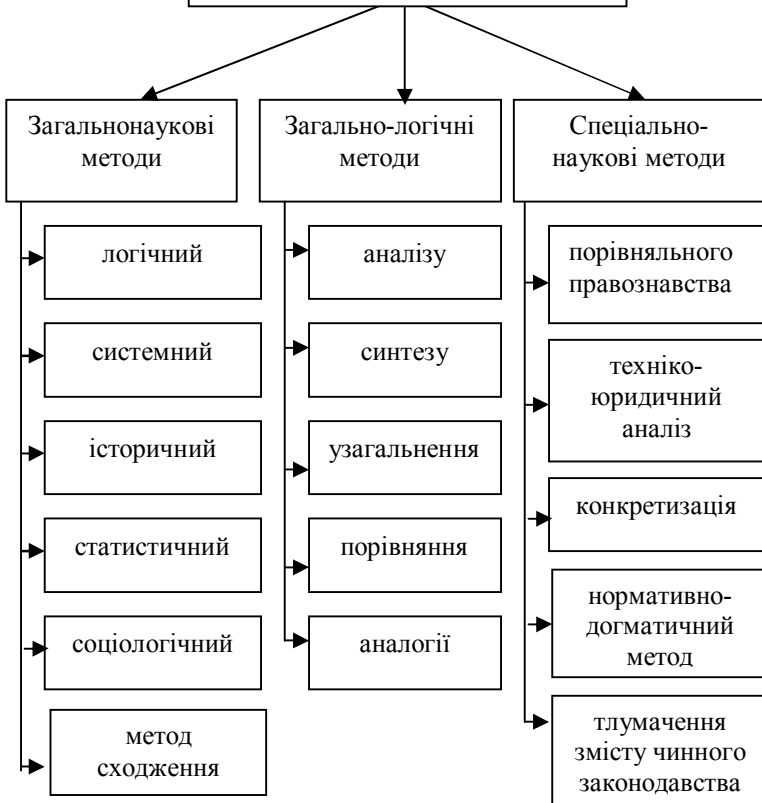 Загальнонаукові
методи
логічний
системний
історичний
статистичний
соціологічний
метод
сходження
Загально-логічні
методи
аналізу
синтезу
узагальнення
порівняння
аналогії
Спеціально-
наукові методи
порівняльного
правознавства
техніко-
юридичний
аналіз
конкретизація
нормативно-
догматичний
метод
тлумачення
змісту чинного
законодавства